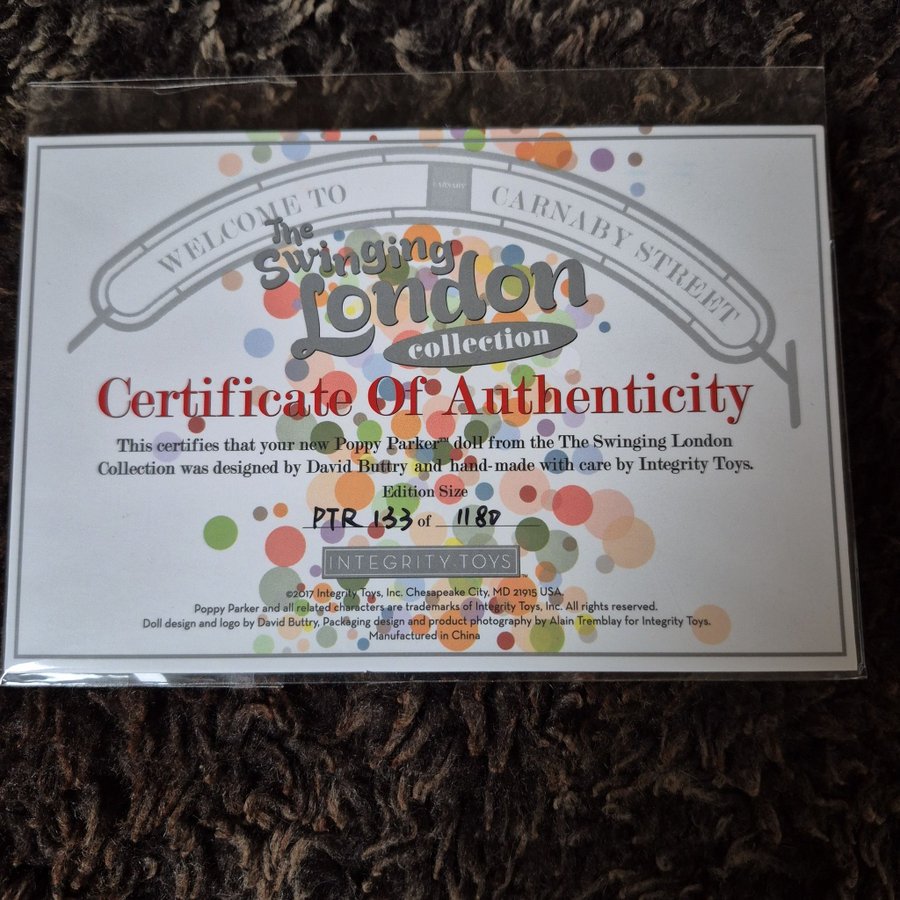 WELCOME TO
CARNABY
CARNABY STREET
The
Swinging
London
collection
Certificate Of Authenticity
This certifies that your new Poppy Parker™ doll from the The Swinging London
Collection was designed by David Buttry and hand-made with care by Integrity Toys.
Edition Size
PTR 133 of 1180
INTEGRITY TOYS™
©2017 Integrity Toys, Inc. Chesapeake City, MD 21915 USA.
Poppy Parker and all related characters are trademarks of Integrity Toys, Inc. All rights reserved.
Doll design and logo by David Buttry, Packaging design and product photography by Alain Tremblay for Integrity Toys.
Manufactured in China